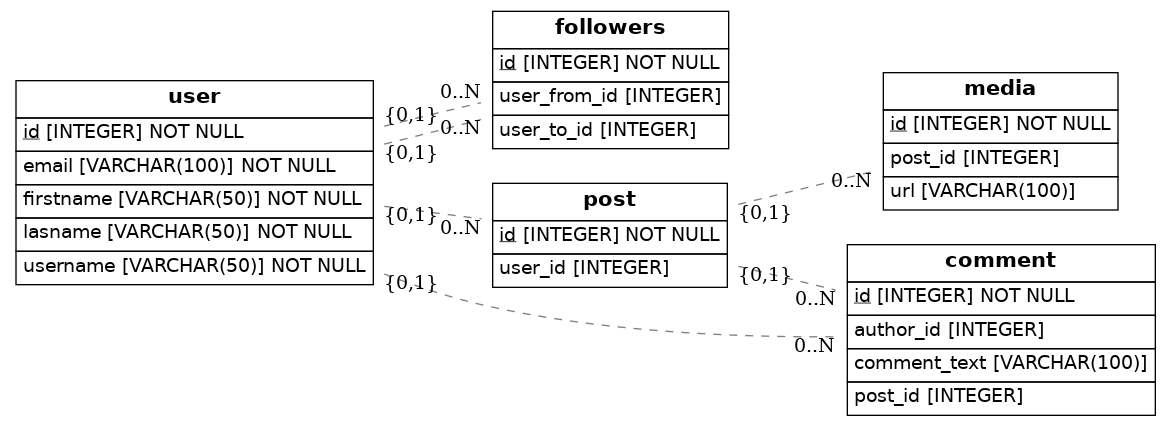 user
id [INTEGER] NOT NULL
email [VARCHAR(100)] NOT NULL
firstname [VARCHAR(50)] NOT NULL
lasname [VARCHAR(50)] NOT NULL
username [VARCHAR(50)] NOT NULL
{0,1}
0..N
{0,1}
0..N
{0,1}
0..N
{0,1}
0..N
followers
id [INTEGER] NOT NULL
user_from_id [INTEGER]
user_to_id [INTEGER]
post
id [INTEGER] NOT NULL
user_id [INTEGER]
{0,1}
0..N
{0,1}
0..N
media
id [INTEGER] NOT NULL
post_id [INTEGER]
url [VARCHAR(100)]
comment
id [INTEGER] NOT NULL
author_id [INTEGER]
comment_text [VARCHAR(100)]
post_id [INTEGER]